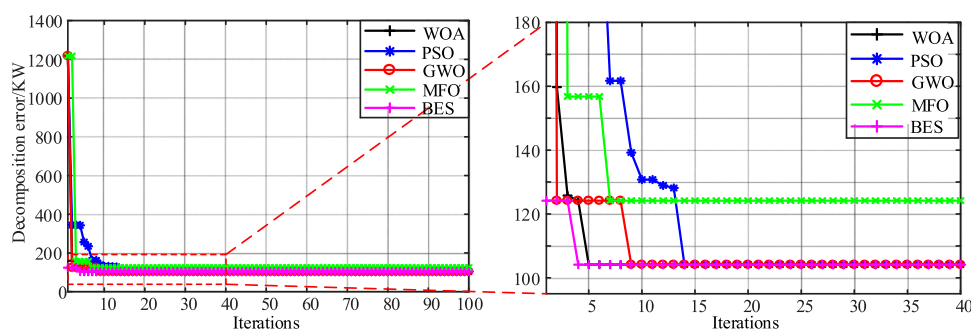 Decomposition error/KW
1400
1200
1000
800
600
400
200
0
10 20 30 40 50 60 70 80 90 100
Iterations
WOA
PSO
GWO
MFO
BES
180
160
140
120
100
5 10 15 20 25 30 35 40
Iterations
WOA
PSO
GWO
MFO
BES